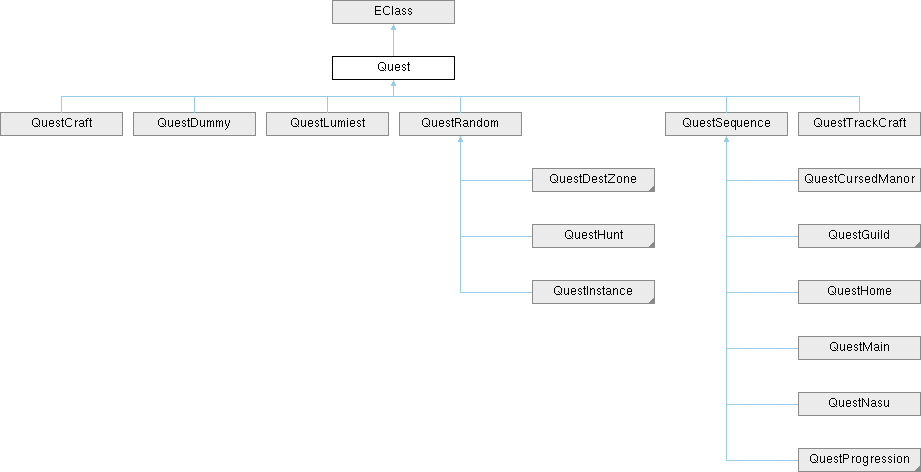 EClass
Quest
QuestCraft
QuestDummy
QuestLumiest
QuestRandom
QuestSequence
QuestTrackCraft
QuestDestZone
QuestCursedManor
QuestHunt
QuestGuild
QuestInstance
QuestHome
QuestMain
QuestNasu
QuestProgression